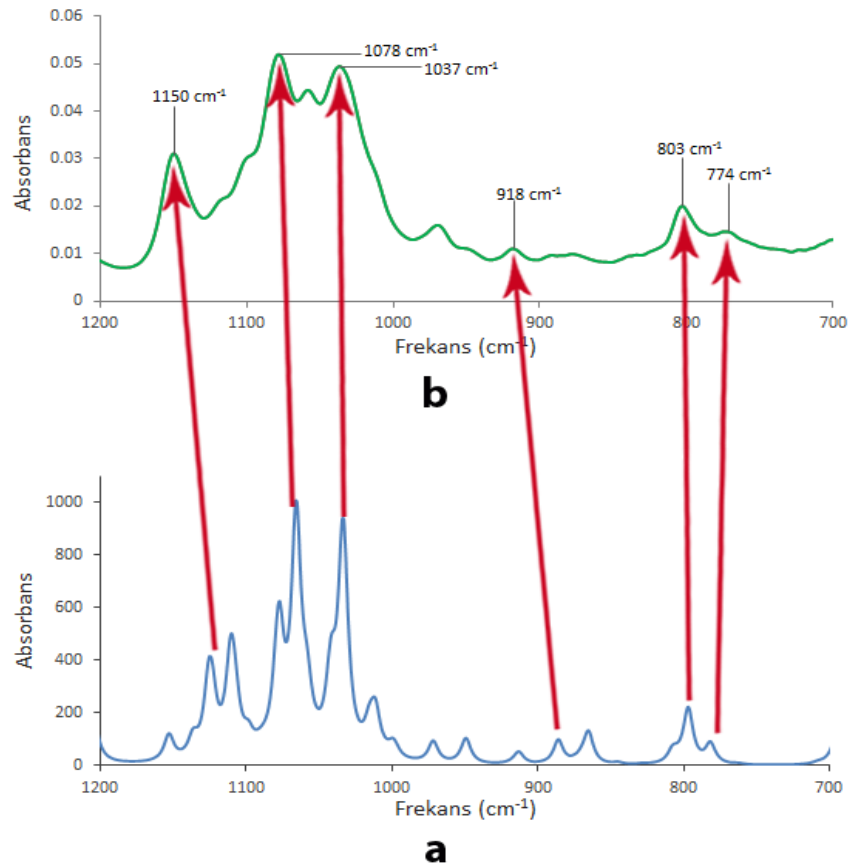 0.06
0.05
0.04
0.03
0.02
0.01
0
Absorbans
1150 cm⁻¹
1078 cm⁻¹
1037 cm⁻¹
918 cm⁻¹
803 cm⁻¹
774 cm⁻¹
1200 1100 1000 900 800 700
Frekans (cm⁻¹)
b
1000
800
600
400
200
0
Absorbans
1200 1100 1000 900 800 700
Frekans (cm⁻¹)
a